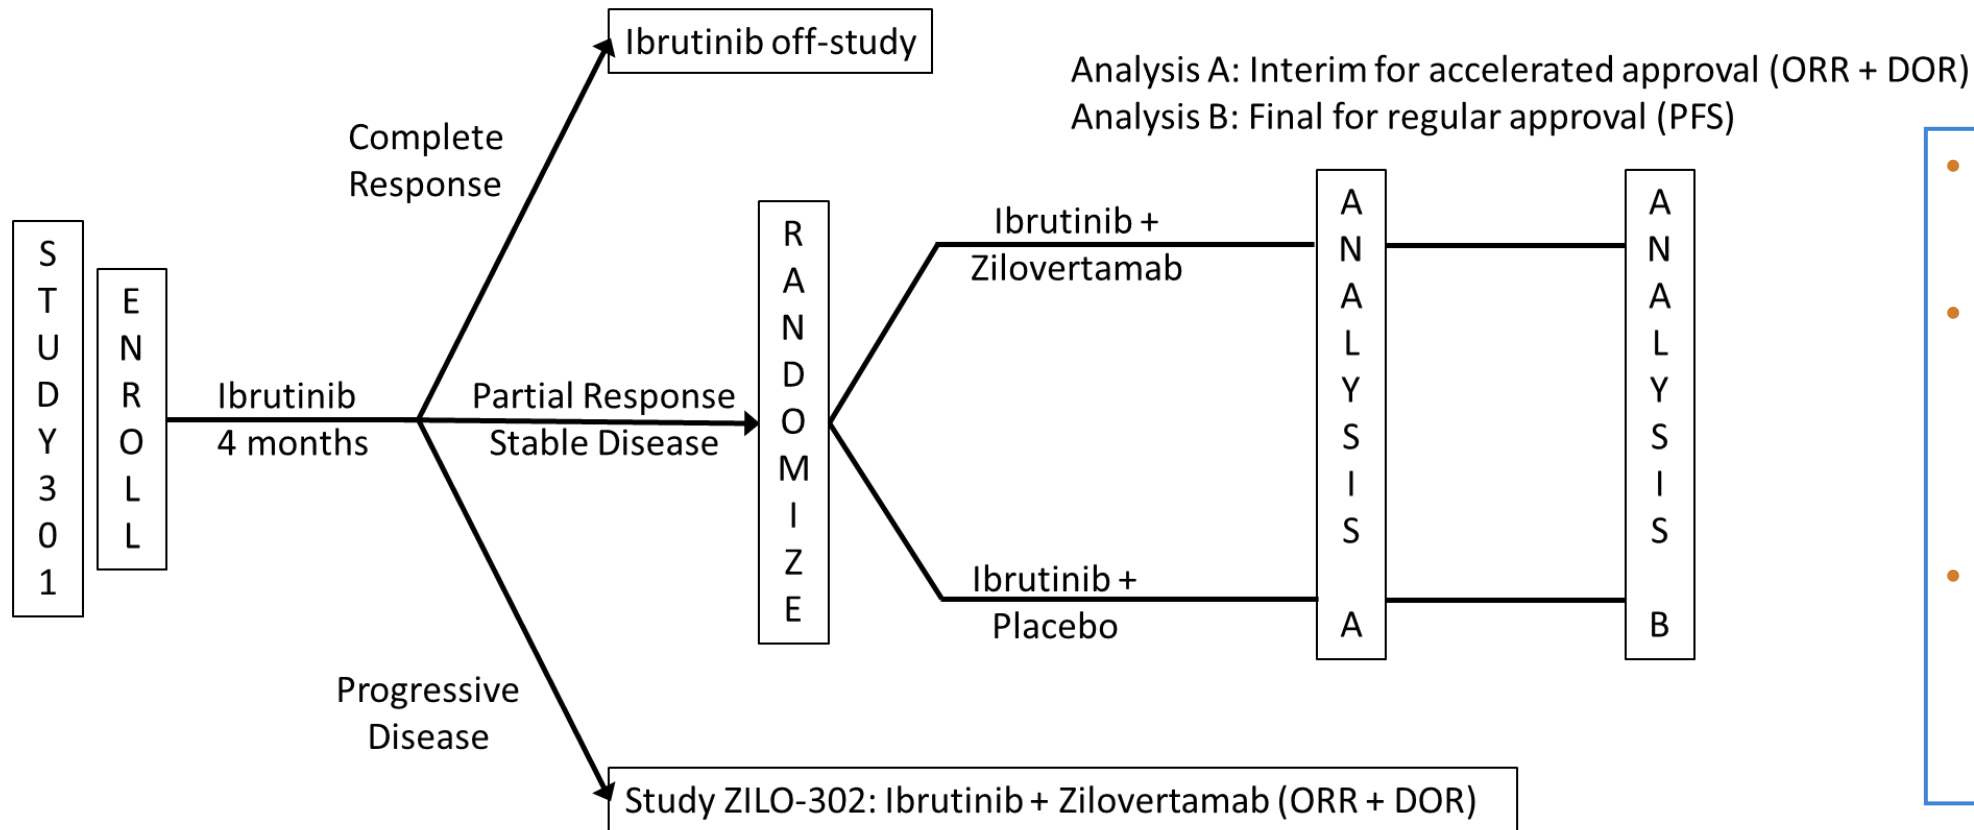 Ibrutinib off-study
Analysis A: Interim for accelerated approval (ORR + DOR)
Analysis B: Final for regular approval (PFS)
Complete
Response
STUDY301
ENROLL
Ibrutinib
4 months
Partial Response
Stable Disease
RANDOMIZE
Ibrutinib +
Zilovertamab
Ibrutinib +
Placebo
ANALYSIS A
ANALYSIS B
Progressive
Disease
Study ZILO-302: Ibrutinib + Zilovertamab (ORR + DOR)